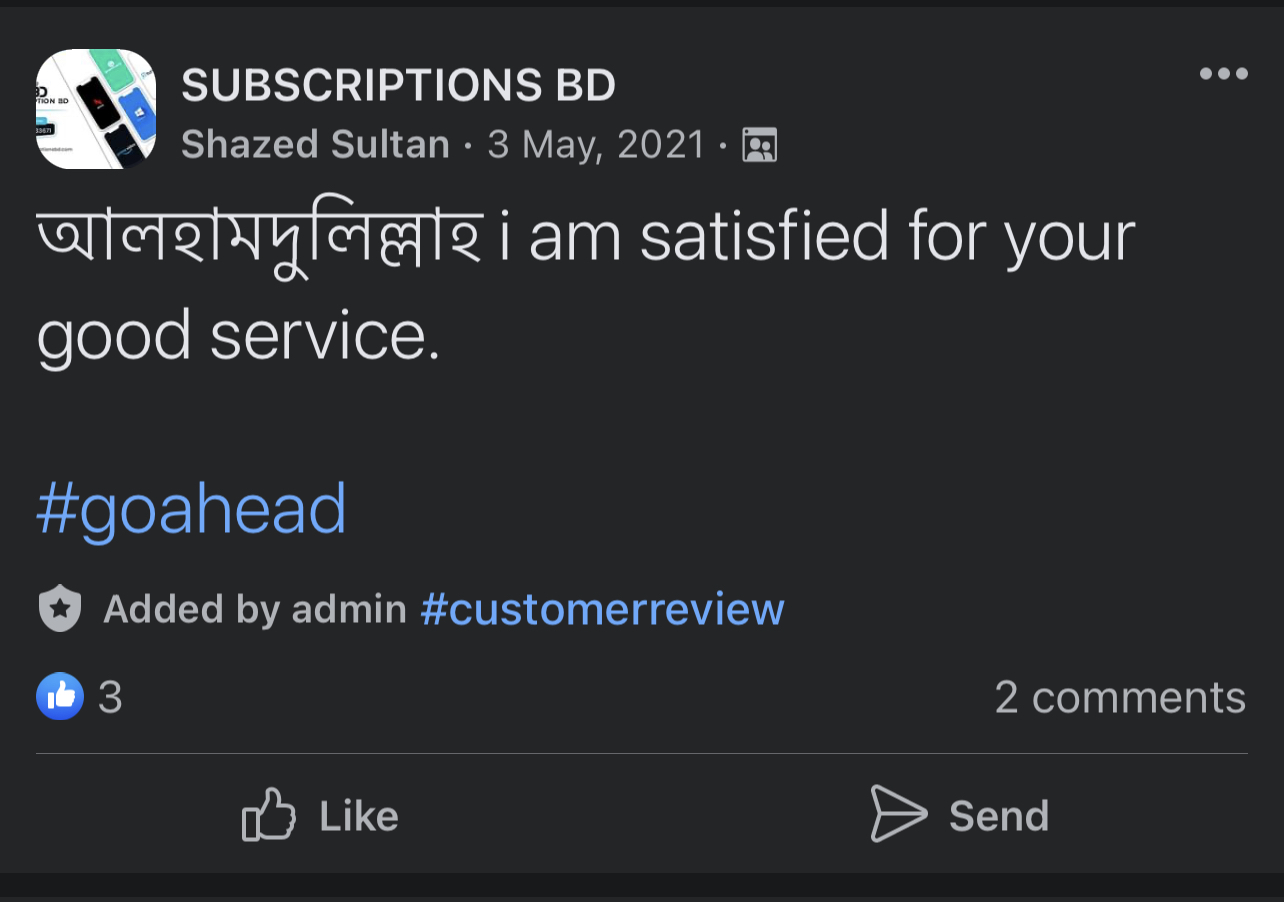 SUBSCRIPTIONS BD
Shazed Sultan · 3 May, 2021 ·
আলহামদুলিল্লাহ i am satisfied for your
good service.
#goahead
Added by admin #customerreview
3
2 comments
Like
Send